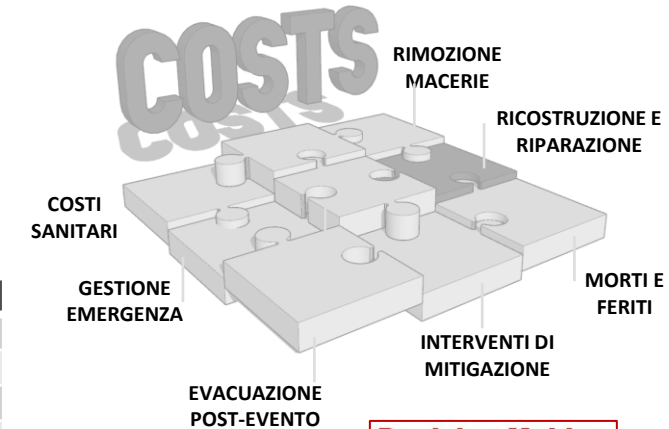 COSTS
RIMOZIONE
MACERIE
RICOSTRUZIONE E
RIPARAZIONE
COSTI
SANITARI
GESTIONE
EMERGENZA
MORTI E
FERITI
INTERVENTI DI
MITIGAZIONE
EVACUAZIONE
POST-EVENTO